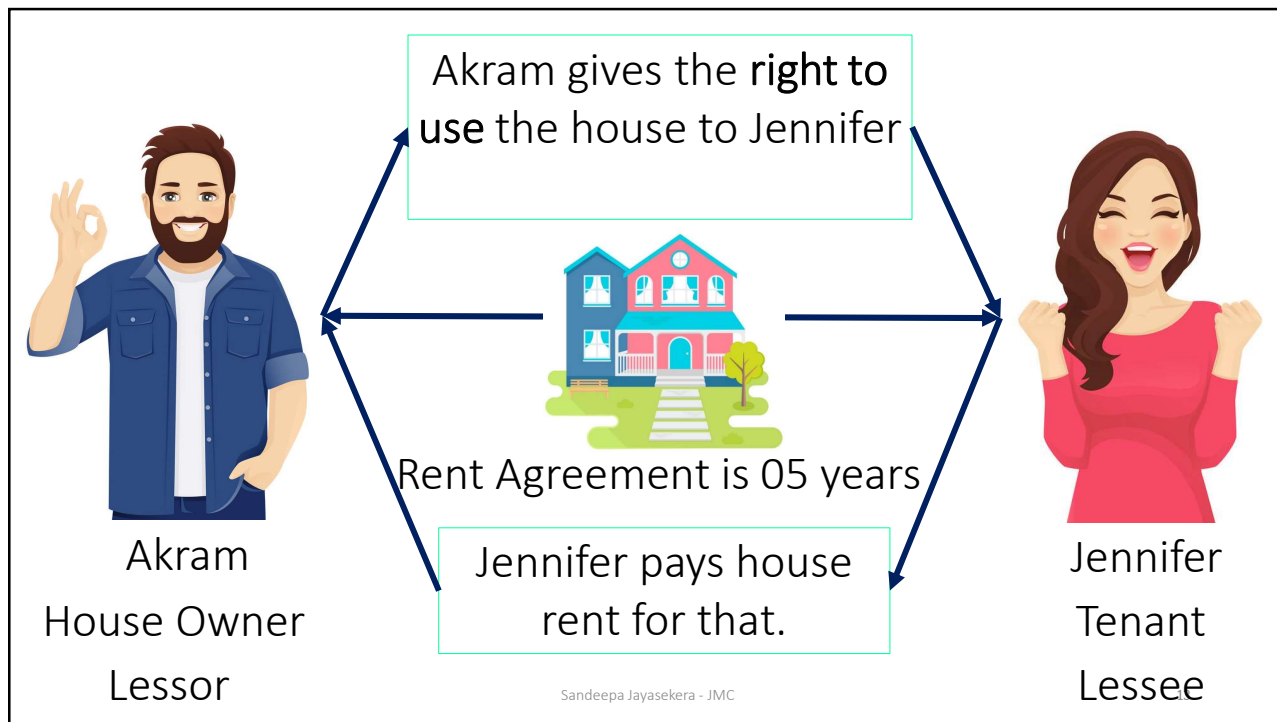 Akram gives the right to
use the house to Jennifer
Rent Agreement is 05 years
Jennifer pays house
rent for that.
Akram
House Owner
Lessor
Jennifer
Tenant
Lessee
Sandeepa Jayasekera - JMC